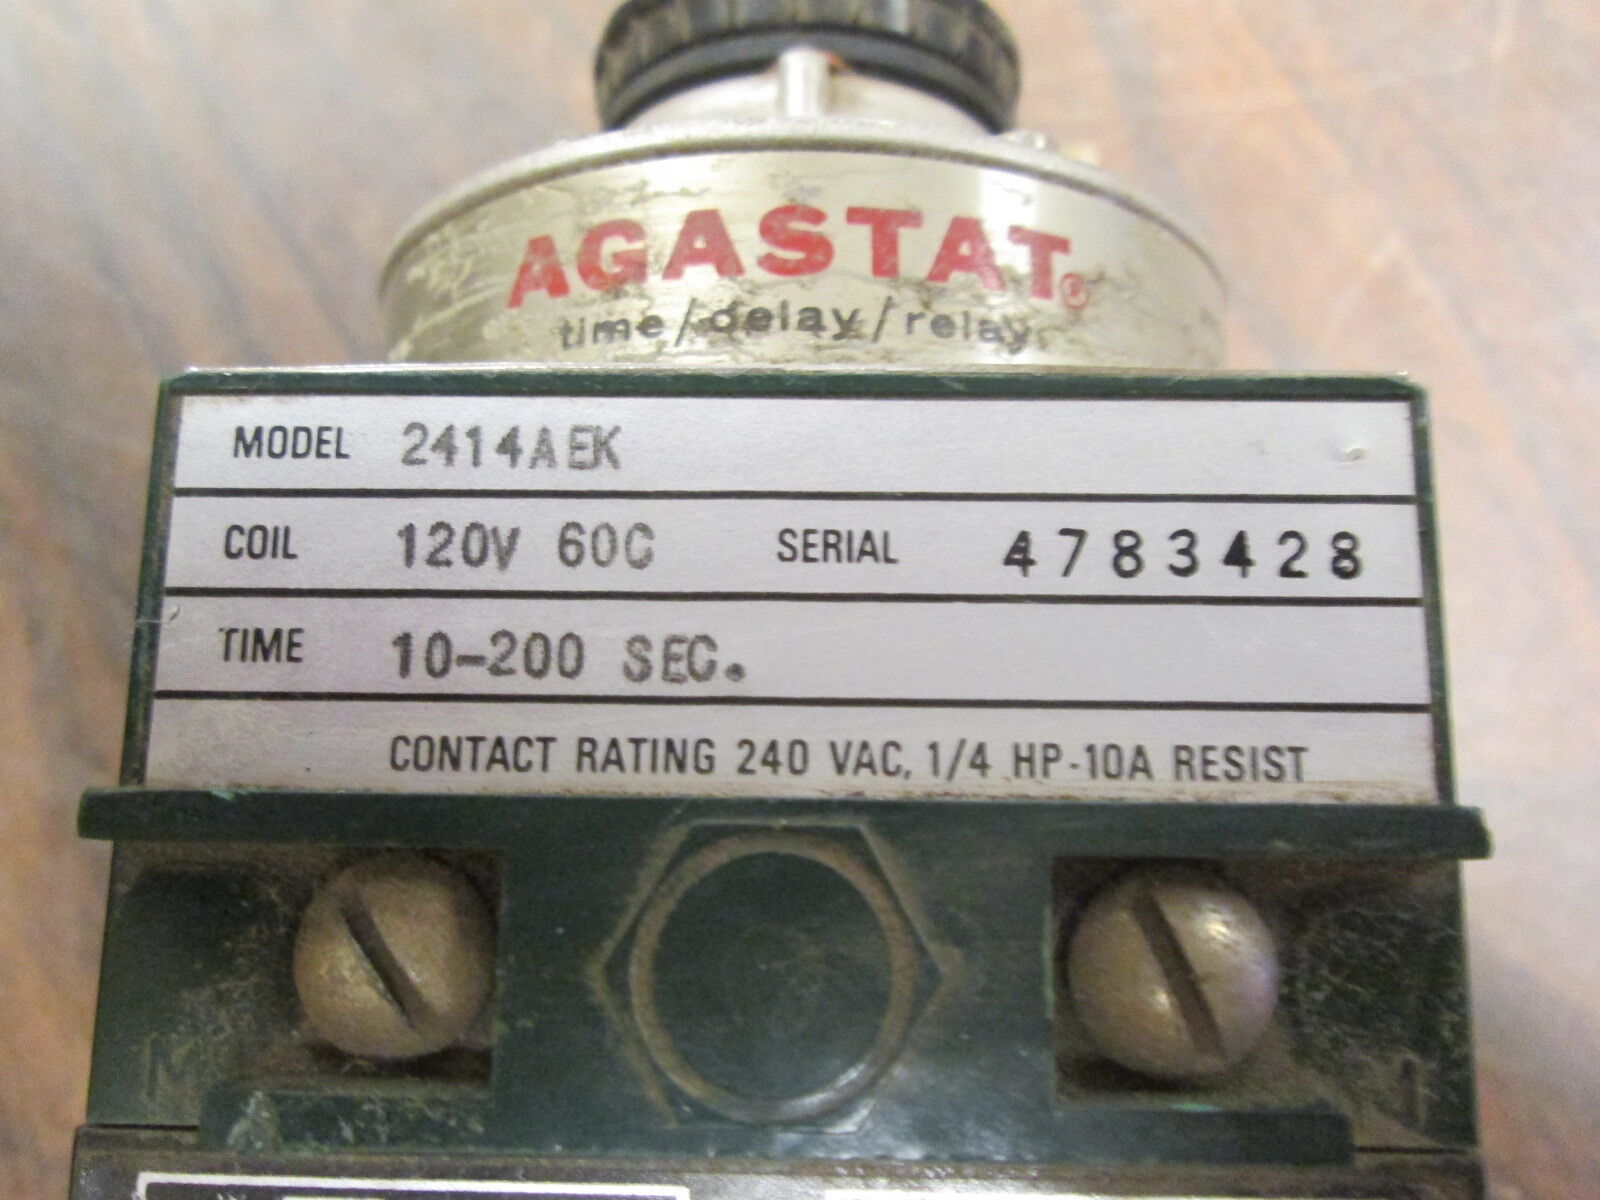 AGASTAT®
time/delay/relay
MODEL 2414AEK
COIL 120V 60C SERIAL 4783428
TIME 10-200 SEC.
CONTACT RATING 240 VAC, 1/4 HP-10A RESIST